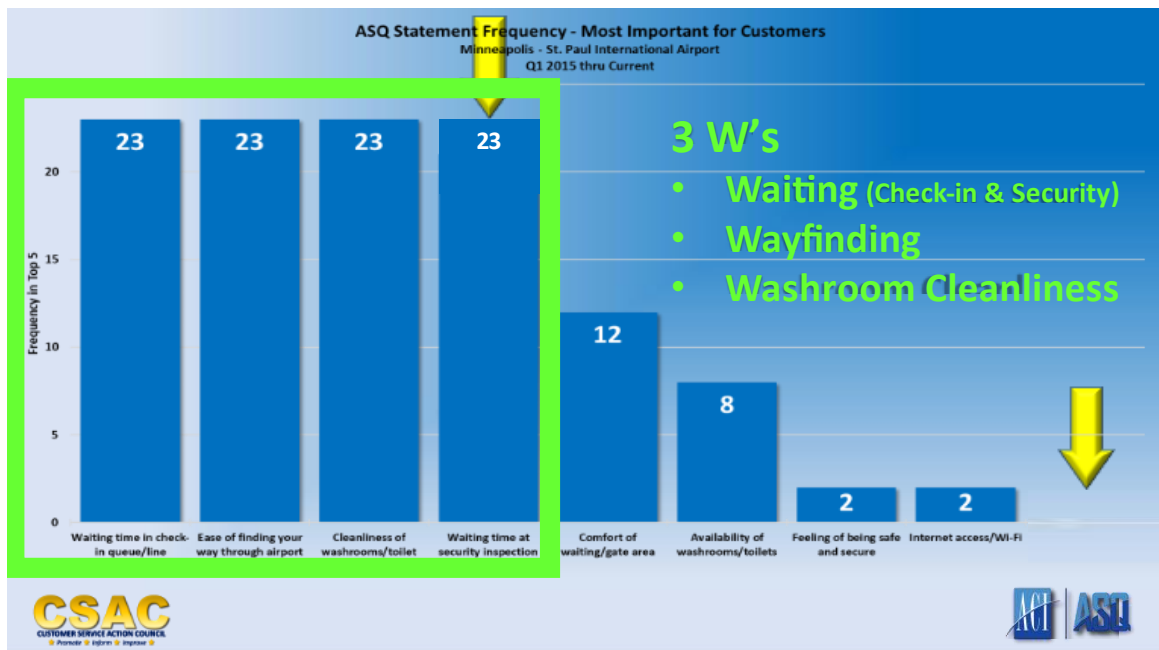 ASQ Statement Frequency - Most Important for Customers
Minneapolis - St. Paul International Airport
Q1 2015 thru Current
3 W’s
• Waiting (Check-in & Security)
• Wayfinding
• Washroom Cleanliness
Frequency in Top 5
20
15
10
5
0
23
23
23
23
12
8
2
2
Waiting time in check-
in queue/line
Ease of finding your
way through airport
Cleanliness of
washrooms/toilet
Waiting time at
security inspection
Comfort of
waiting/gate area
Availability of
washrooms/toilets
Feeling of being safe
and secure
Internet access/Wi-Fi
CSAC
CUSTOMER SERVICE ACTION COUNCIL
Promote Inform Improve
ACI ASQ